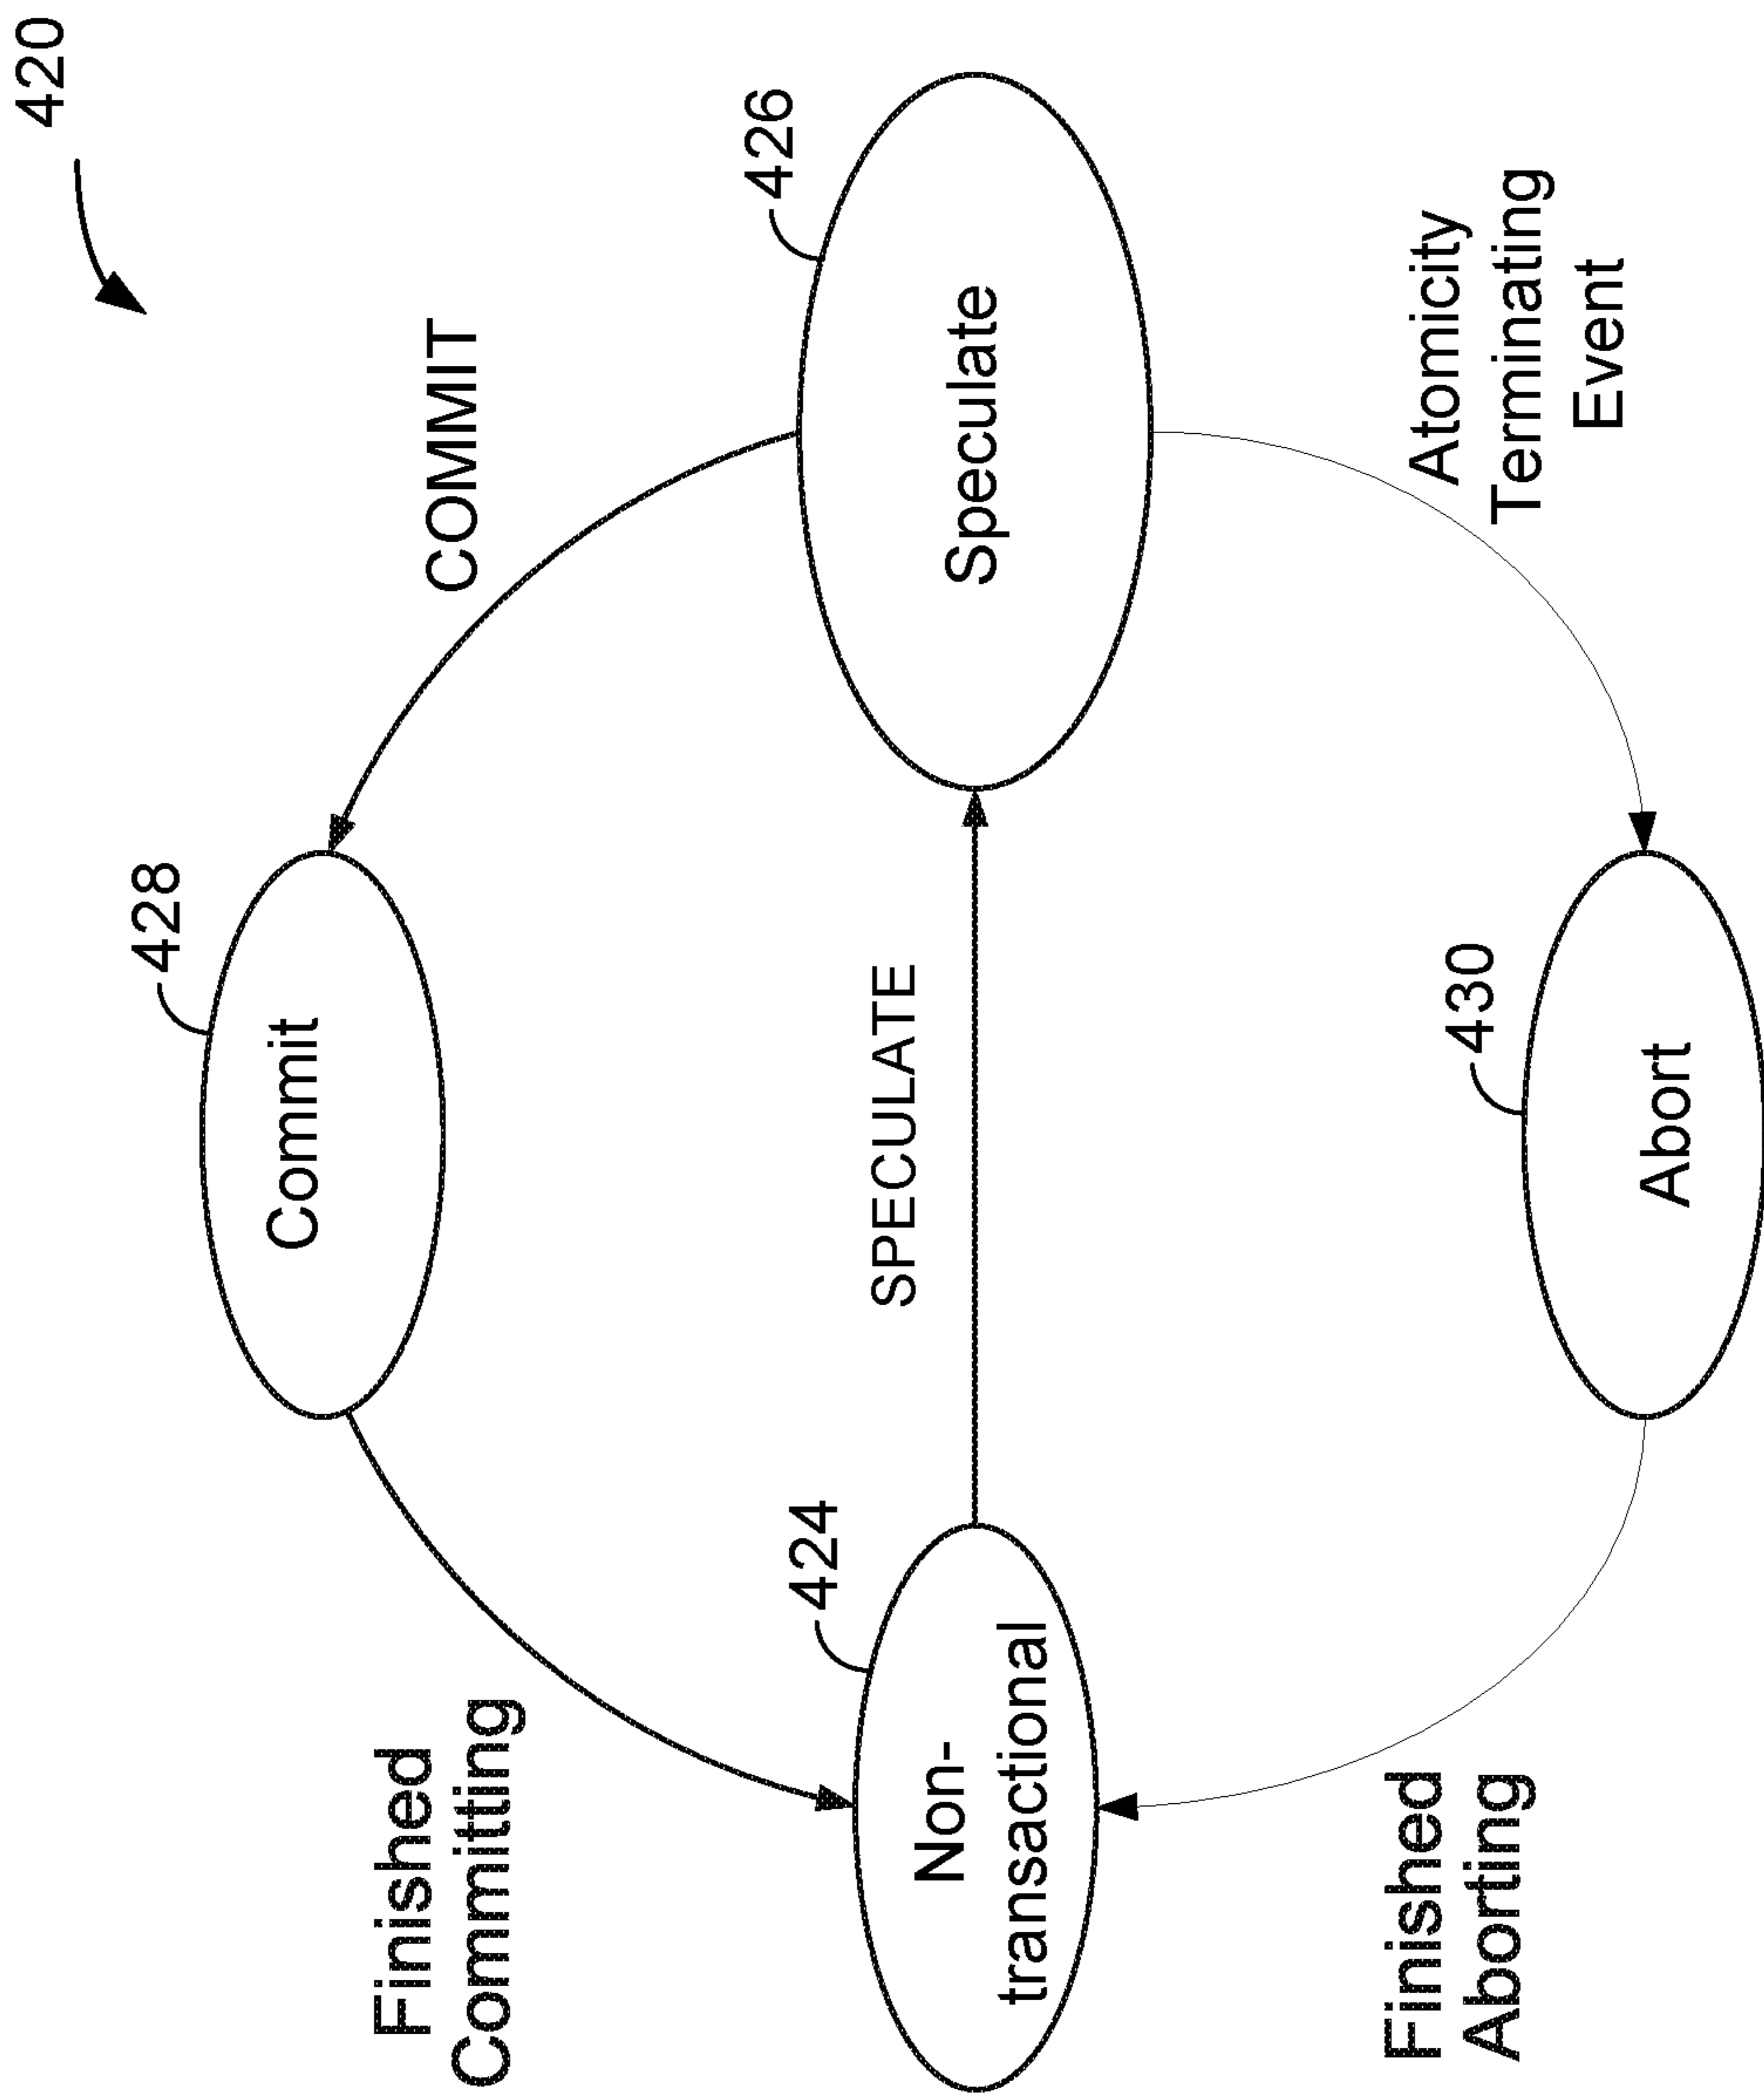 420
428
Commit
Finished
Committing
COMMIT
424
426
SPECULATE
Non-
transactional
Speculate
430
Abort
Finished
Aborting
Atomicity
Terminating
Event